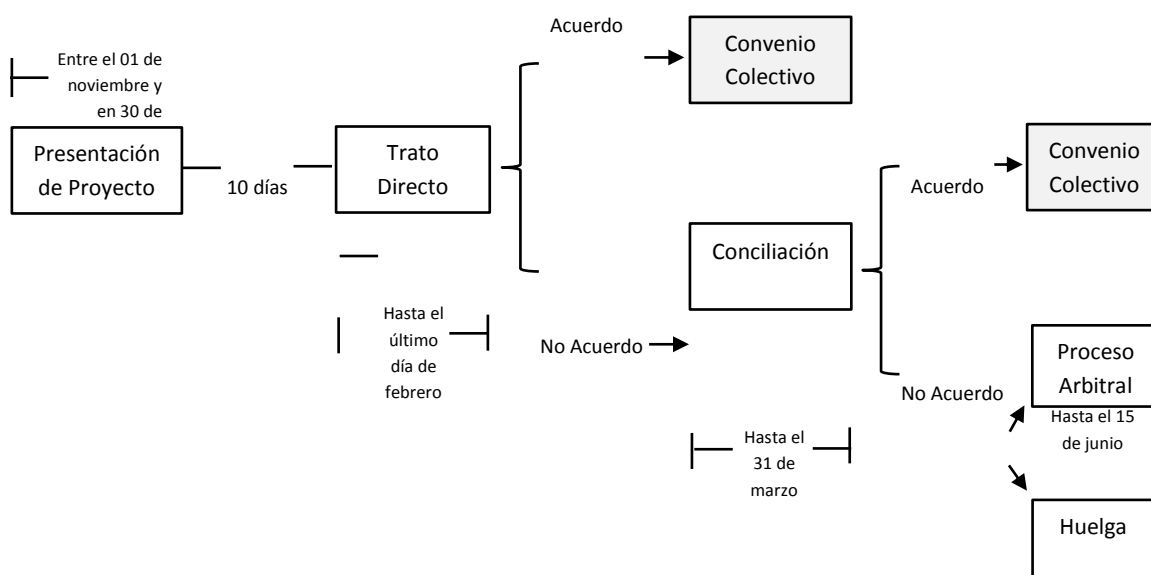 Entre el 01 de
noviembre y
en 30 de
Presentación
de Proyecto
10 días
Trato
Directo
Hasta el
último
día de
febrero
Acuerdo
Convenio
Colectivo
No Acuerdo
Conciliación
Hasta el
31 de
marzo
Acuerdo
Convenio
Colectivo
No Acuerdo
Proceso
Arbitral
Hasta el 15
de junio
Huelga